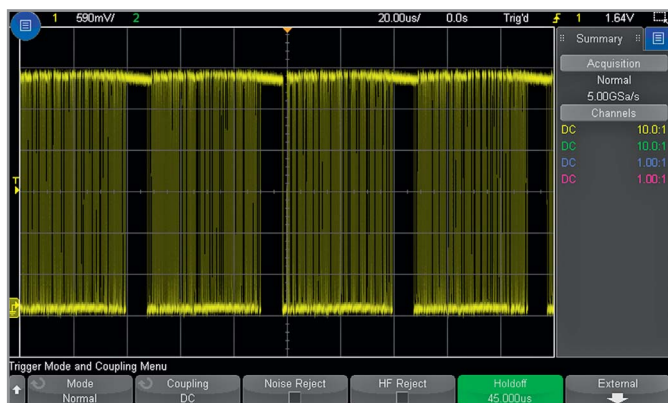 1 590mV/ 2 20.00us/ 0.0s Trig'd 1 1.64V
Summary
Acquisition
Normal
5.00GSa/s
Channels
DC 10.0:1
DC 10.0:1
DC 1.00:1
DC 1.00:1
T
Trigger Mode and Coupling Menu
Mode Coupling Noise Reject HF Reject Holdoff External
Normal DC 45.000us